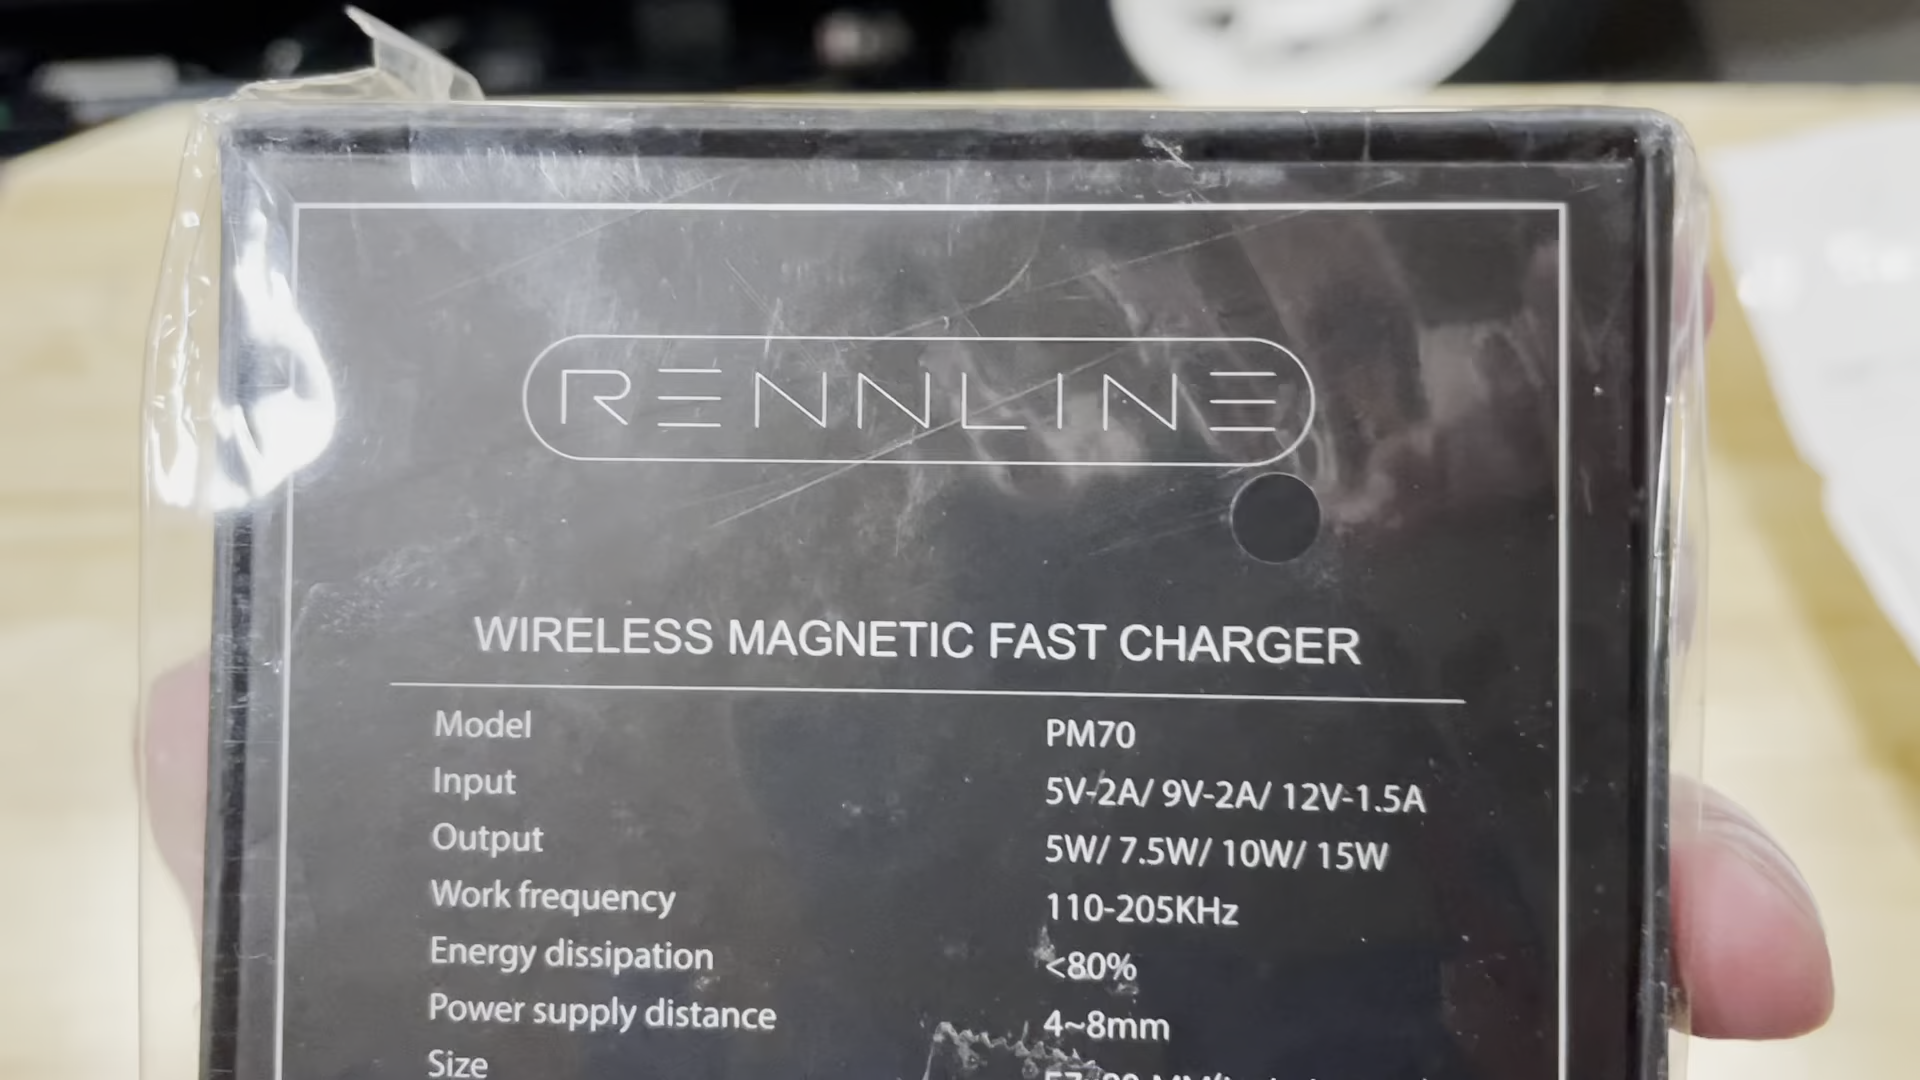 RENNLINE
WIRELESS MAGNETIC FAST CHARGER
Model PM70
Input 5V-2A/ 9V-2A/ 12V-1.5A
Output 5W/ 7.5W/ 10W/ 15W
Work frequency 110-205KHz
Energy dissipation <80%
Power supply distance 4~8mm
Size